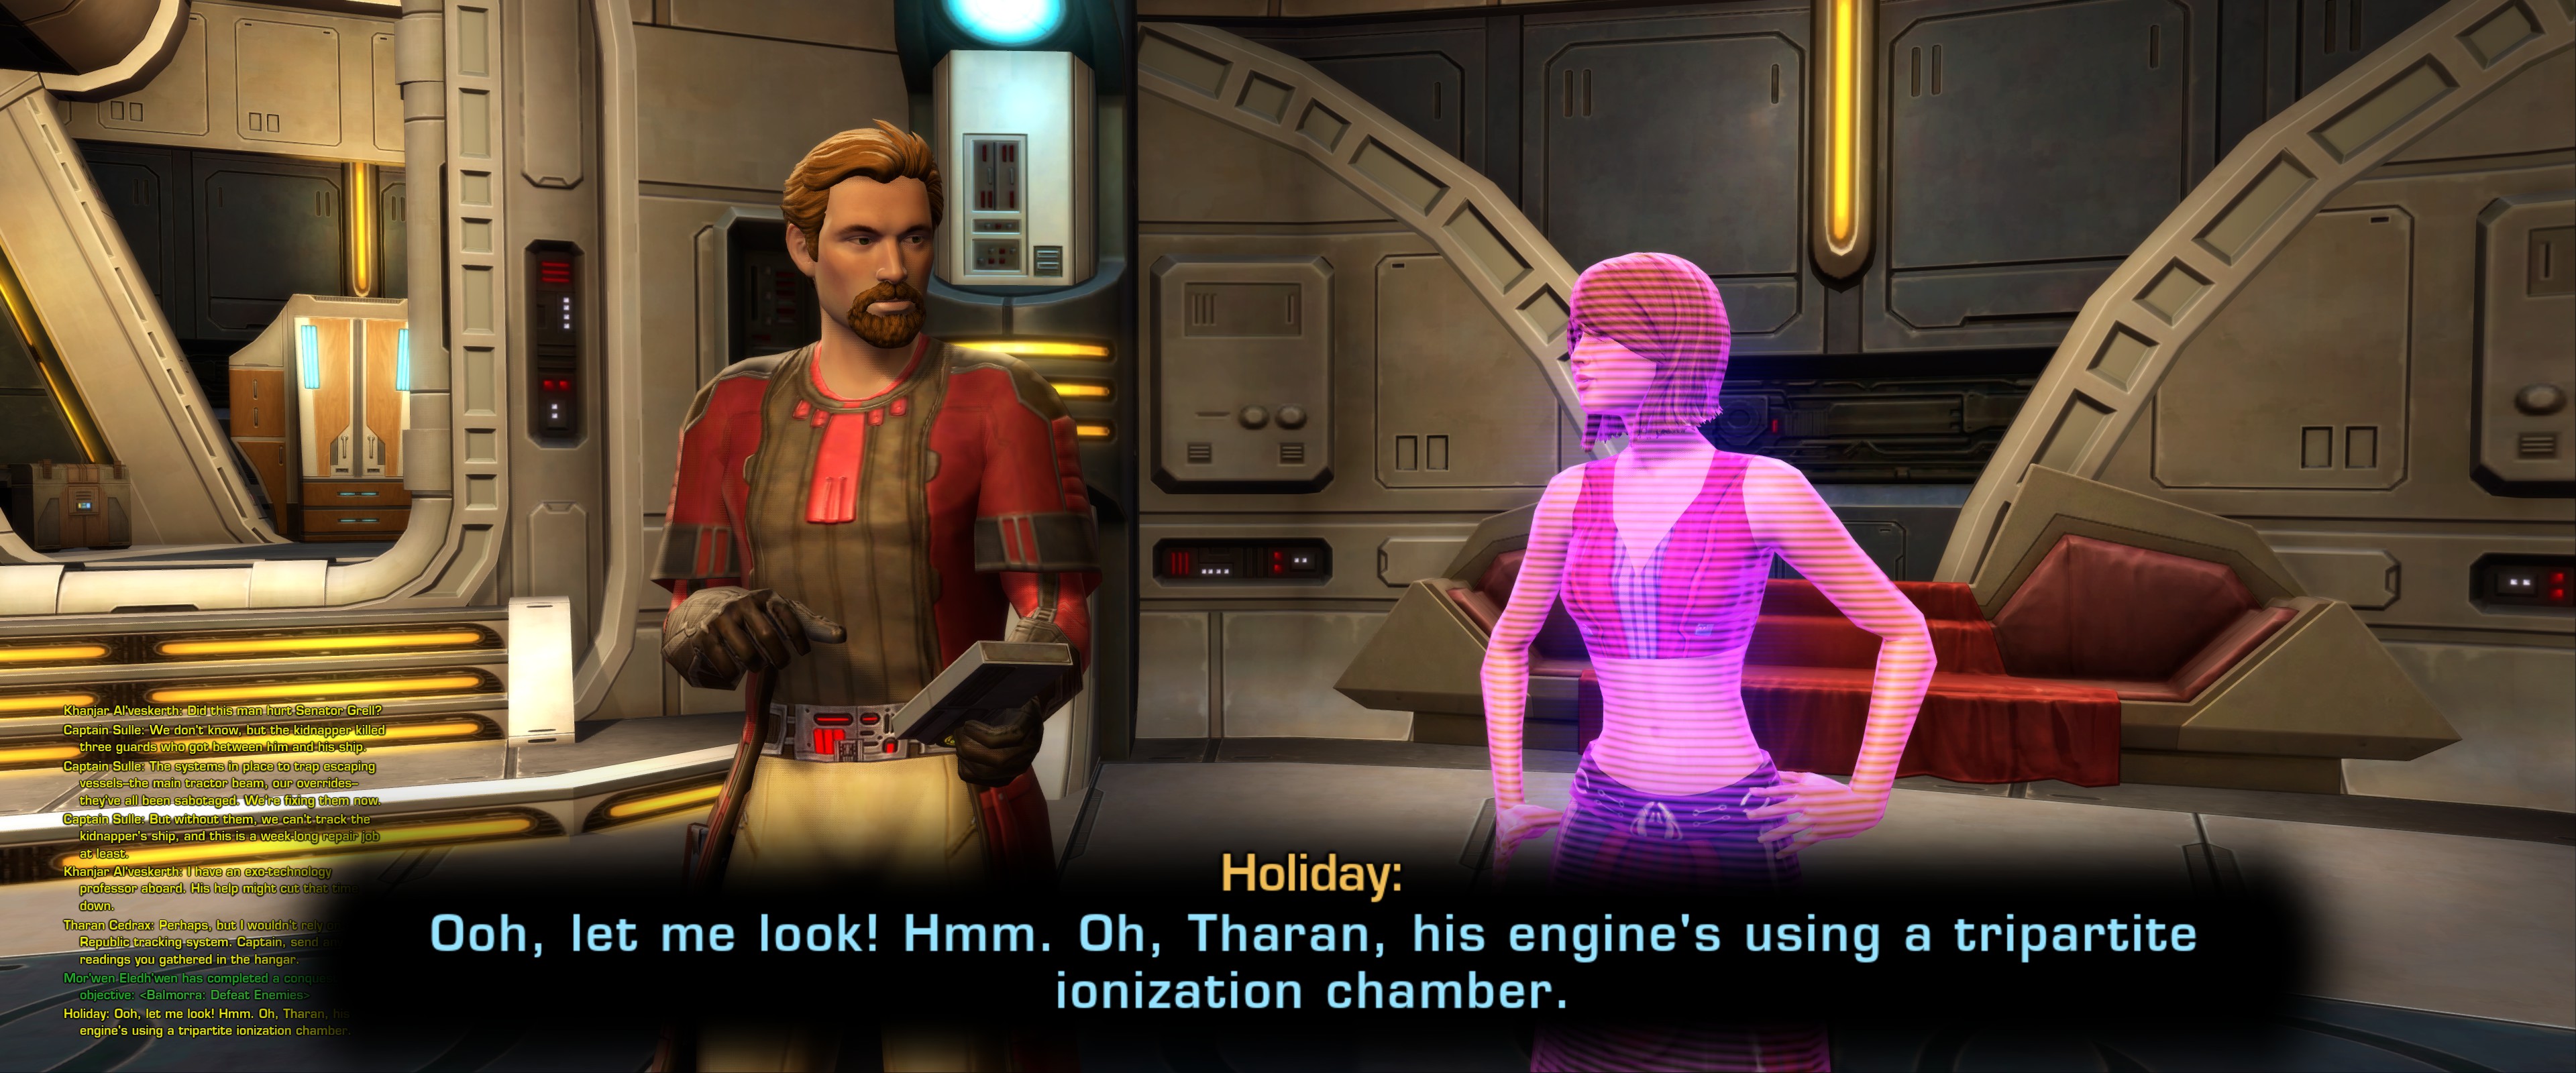 Khanjar Al'veskerth: Did this man hurt Senator Grell?
Captain Sulle: We don't know, but the kidnapper killed
three guards who got between him and his ship.
Captain Sulle: The systems in place to trap escaping
vessels--the main tractor beam, our overrides--
they've all been sabotaged. We're fixing them now.
Captain Sulle: But without them, we can't track the
kidnapper's ship, and this is a week-long repair job
at least.
Khanjar Al'veskerth: I have an exo-technology
professor aboard. His help might cut that
down.
Tharan Cedrax: Perhaps, but I wouldn't rely
Republic tracking system. Captain, send
readings you gathered in the hangar.
Mor'wen Eledh'wen has completed a
objective: <Balmorra: Defeat Enemies>
Holiday: Ooh, let me look! Hmm. Oh, Tharan, his
engine's using a tripartite ionization chamber.
Holiday:
Ooh, let me look! Hmm. Oh, Tharan, his engine's using a tripartite
ionization chamber.